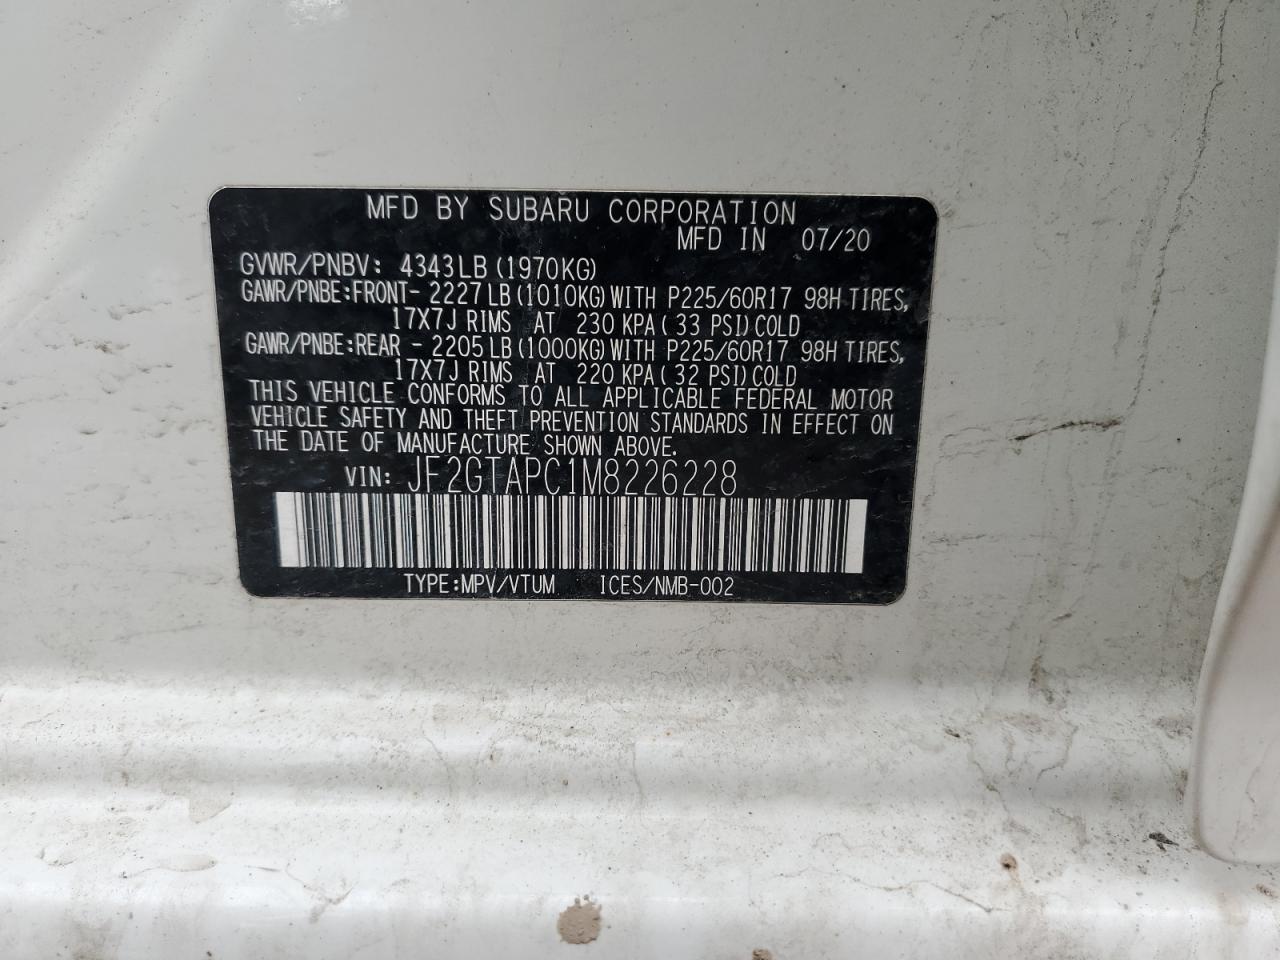 MFD BY SUBARU CORPORATION
MFD IN 07/20
GVWR/PNBV: 4343LB(1970KG)
GAWR/PNBE:FRONT- 2227LB(1010KG)WITH P225/60R17 98H TIRES,
17X7J RIMS AT 230 KPA( 33 PSI)COLD
GAWR/PNBE:REAR - 2205LB(1000KG)WITH P225/60R17 98H TIRES,
17X7J RIMS AT 220 KPA( 32 PSI)COLD
THIS VEHICLE CONFORMS TO ALL APPLICABLE FEDERAL MOTOR
VEHICLE SAFETY AND THEFT PREVENTION STANDARDS IN EFFECT ON
THE DATE OF MANUFACTURE SHOWN ABOVE.
VIN: JF2GTAPC1M8226228
TYPE:MPV/VTUM ICES/NMB-002